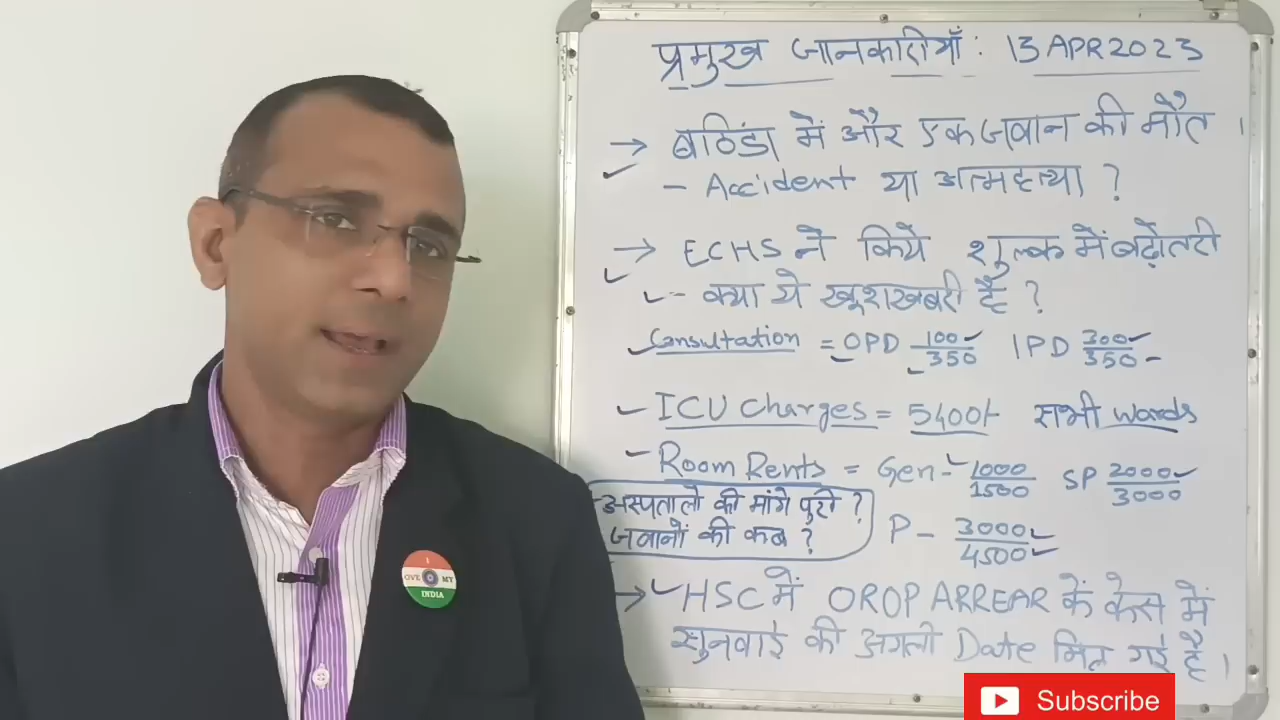 प्रमुख जानकारियाँ: 13 APR 2023
→ बठिंडा में और एक जवान की मौत ।
- Accident या आत्महत्या ?
→ ECHS ने किये शुल्क में बढ़ोतरी
- क्या ये खुशखबरी है ?
Consultation = OPD 100/350 IPD 300/350
ICU Charges = 5400/- सभी Wards
Room Rents = Gen - 1000/1500 SP 2000/3000
- अस्पतालो की मांगे पुरी ?
जवानों की कब ?
P - 3000/4500
→ HSC में OROP ARREAR के केस में
सुनवाई की अगली Date मिल गई है ।
I
OVE MY
INDIA
Subscribe